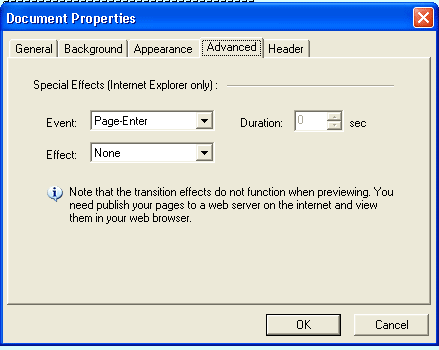 Document Properties
General Background Appearance Advanced Header
Special Effects (Internet Explorer only) :
Event: Page-Enter Duration: 0 sec
Effect: None
Note that the transition effects do not function when previewing. You
need publish your pages to a web server on the internet and view
them in your web browser.
OK Cancel